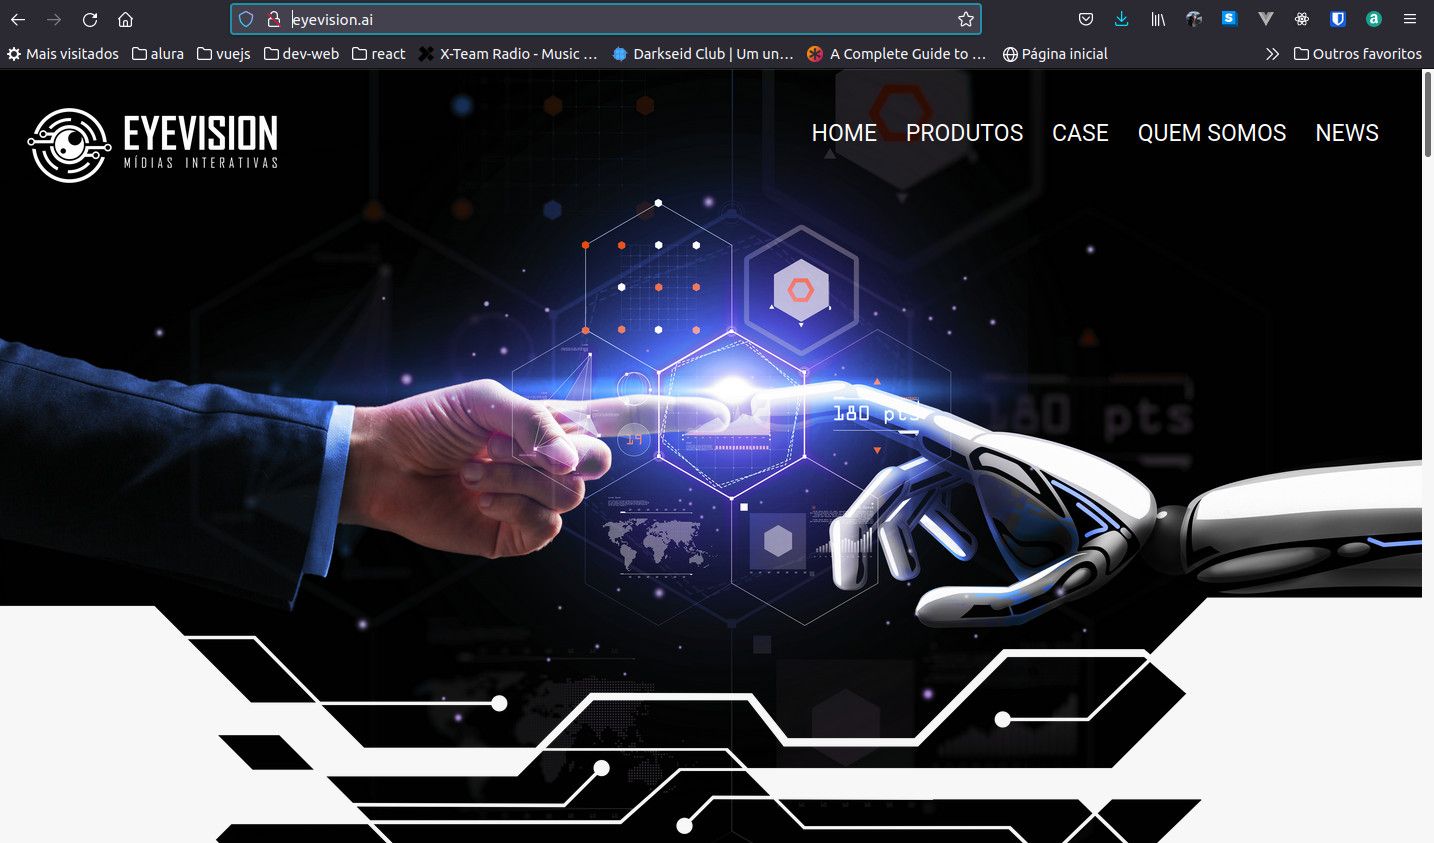 eyevision.ai
Mais visitados alura vuejs dev-web react X-Team Radio - Music ... Darkseid Club | Um un... A Complete Guide to ... Página inicial Outros favoritos
EYEVISION
MÍDIAS INTERATIVAS
HOME PRODUTOS CASE QUEM SOMOS NEWS
180 pts
180 pts
19